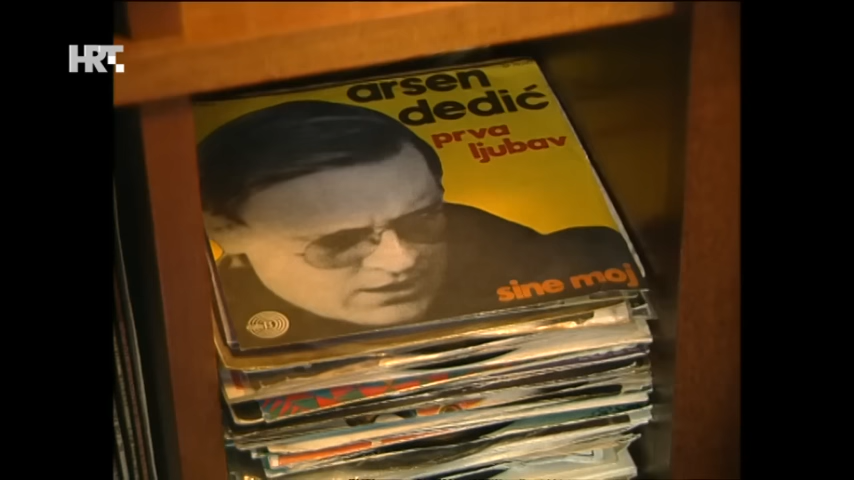 HRT
arsen
dedić
prva
ljubav
sine moj